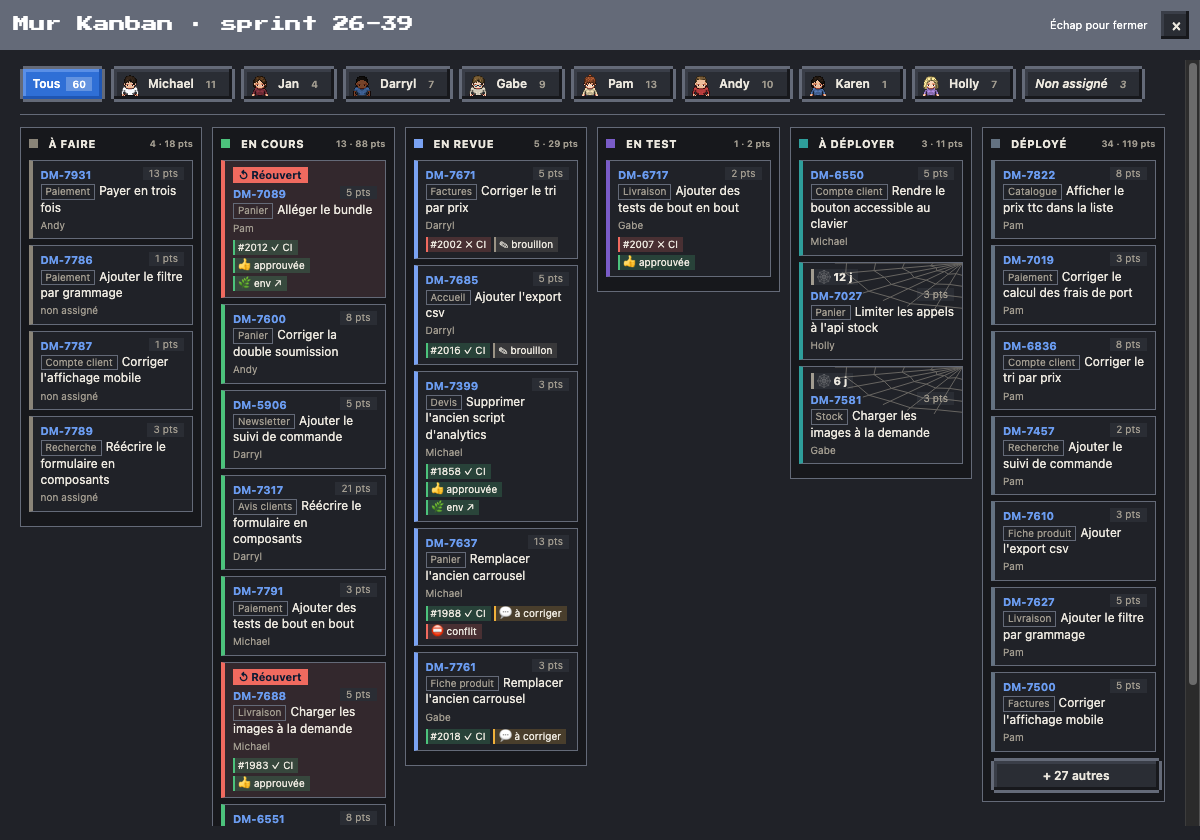 Mur Kanban · sprint 26-39
Échap pour fermer ×
Tous 60
Michael 11
Jan 4
Darryl 7
Gabe 9
Pam 13
Andy 10
Karen 1
Holly 7
Non assigné 3
À FAIRE 4 · 18 pts
DM-7931 13 pts
Paiement Payer en trois
fois
Andy
DM-7786 1 pts
Paiement Ajouter le filtre
par grammage
non assigné
DM-7787 1 pts
Compte client Corriger
l'affichage mobile
non assigné
DM-7789 3 pts
Recherche Réécrire le
formulaire en
composants
non assigné
EN COURS 13 · 88 pts
↺ Réouvert
DM-7089 5 pts
Panier Alléger le bundle
Pam
#2012 ✓ CI
👍 approuvée
🌿 env ↗
DM-7600 8 pts
Panier Corriger la
double soumission
Andy
DM-5906 5 pts
Newsletter Ajouter le
suivi de commande
Darryl
DM-7317 21 pts
Avis clients Réécrire le
formulaire en
composants
Darryl
DM-7791 3 pts
Paiement Ajouter des
tests de bout en bout
Michael
↺ Réouvert
DM-7688 5 pts
Livraison Charger les
images à la demande
Michael
#1983 ✓ CI
👍 approuvée
DM-6551 8 pts
EN REVUE 5 · 29 pts
DM-7671 5 pts
Factures Corriger le tri
par prix
Darryl
#2002 ✕ CI ✎ brouillon
DM-7685 5 pts
Accueil Ajouter l'export
csv
Darryl
#2016 ✓ CI ✎ brouillon
DM-7399 3 pts
Devis Supprimer
l'ancien script
d'analytics
Michael
#1858 ✓ CI
👍 approuvée
🌿 env ↗
DM-7637 13 pts
Panier Remplacer
l'ancien carrousel
Michael
#1988 ✓ CI 💬 à corriger
⛔ conflit
DM-7761 3 pts
Fiche produit Remplacer
l'ancien carrousel
Gabe
#2018 ✓ CI 💬 à corriger
EN TEST 1 · 2 pts
DM-6717 2 pts
Livraison Ajouter des
tests de bout en bout
Gabe
#2007 ✕ CI
👍 approuvée
À DÉPLOYER 3 · 11 pts
DM-6550 5 pts
Compte client Rendre le
bouton accessible au
clavier
Michael
🕸 12 j
DM-7027 3 pts
Panier Limiter les appels
à l'api stock
Holly
🕸 6 j
DM-7581 3 pts
Stock Charger les
images à la demande
Gabe
DÉPLOYÉ 34 · 119 pts
DM-7822 8 pts
Catalogue Afficher le
prix ttc dans la liste
Pam
DM-7019 3 pts
Paiement Corriger le
calcul des frais de port
Pam
DM-6836 8 pts
Compte client Corriger le
tri par prix
Pam
DM-7457 2 pts
Recherche Ajouter le
suivi de commande
Pam
DM-7610 3 pts
Fiche produit Ajouter
l'export csv
Pam
DM-7627 5 pts
Livraison Ajouter le filtre
par grammage
Pam
DM-7500 5 pts
Factures Corriger
l'affichage mobile
Pam
+ 27 autres